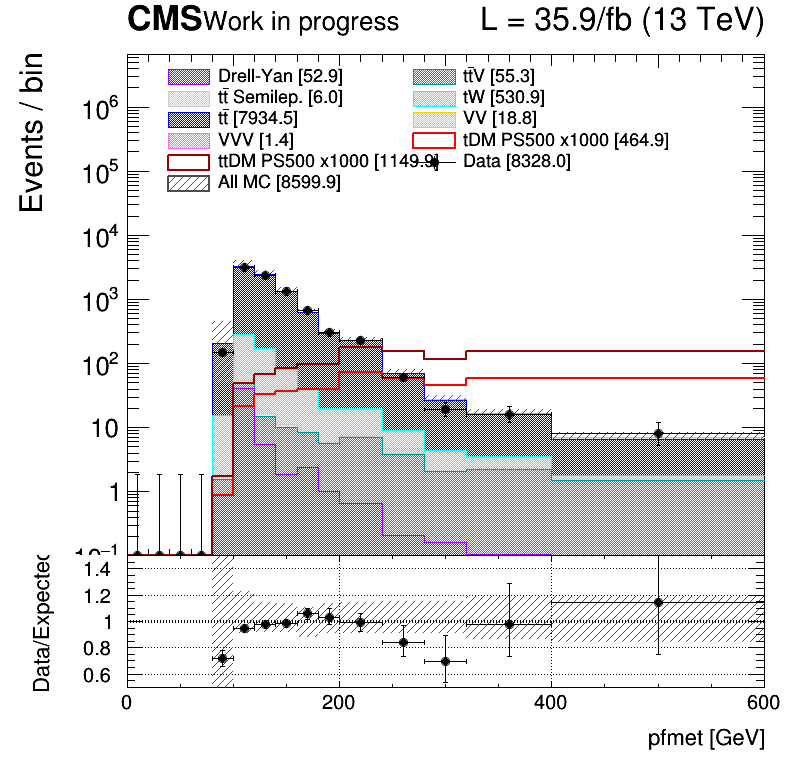 CMS Work in progress L = 35.9/fb (13 TeV)
Events / bin
Drell-Yan [52.9] tt̄V [55.3]
tt̄ Semilep. [6.0] tW [530.9]
tt̄ [7934.5] VV [18.8]
VVV [1.4] tDM PS500 x1000 [464.9]
ttDM PS500 x1000 [1149.9] Data [8328.0]
All MC [8599.9]
10⁶
10⁵
10⁴
10³
10²
10
1
10⁻¹
Data/Expected
1.4
1.2
1
0.8
0.6
0 200 400 600
pfmet [GeV]